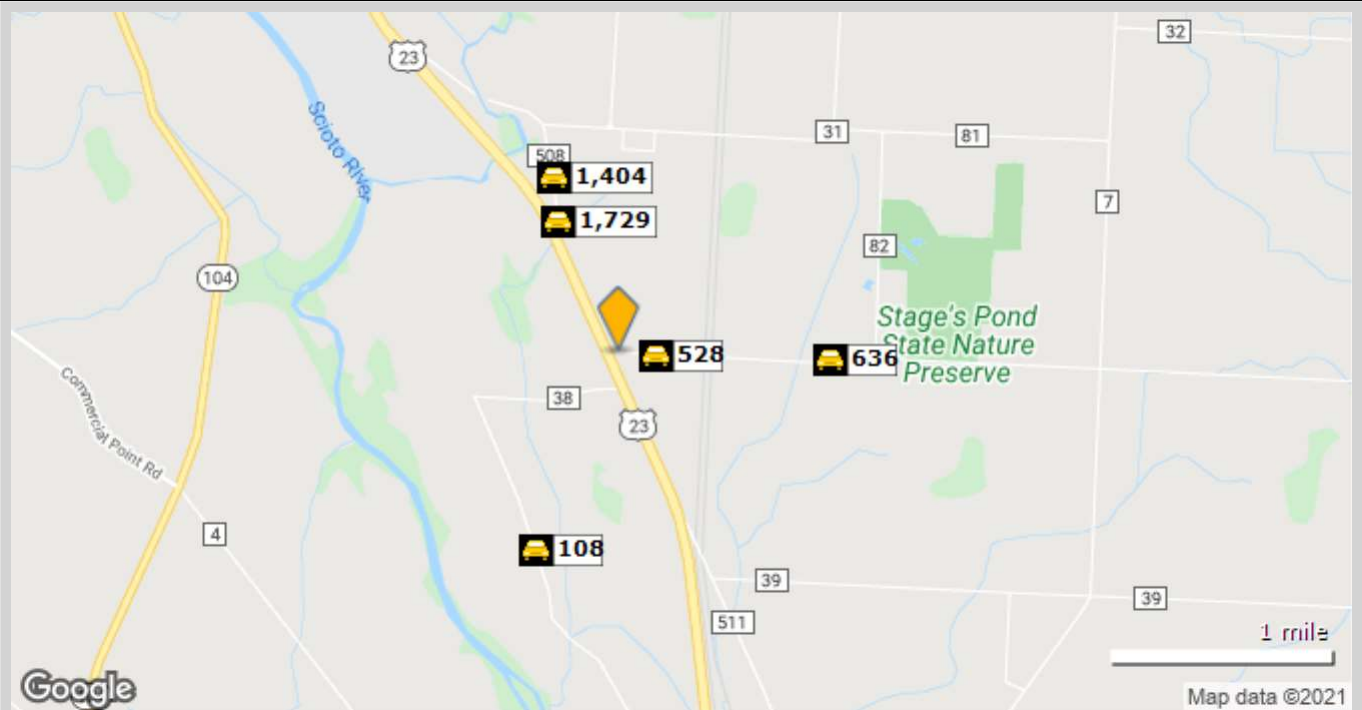 32
23
Scioto River
31
81
508
1,404
7
1,729
82
104
Stage's Pond
State Nature
Preserve
528
636
38
Commercial Point Rd
23
4
108
39
39
511
1 mile
Google
Map data ©2021